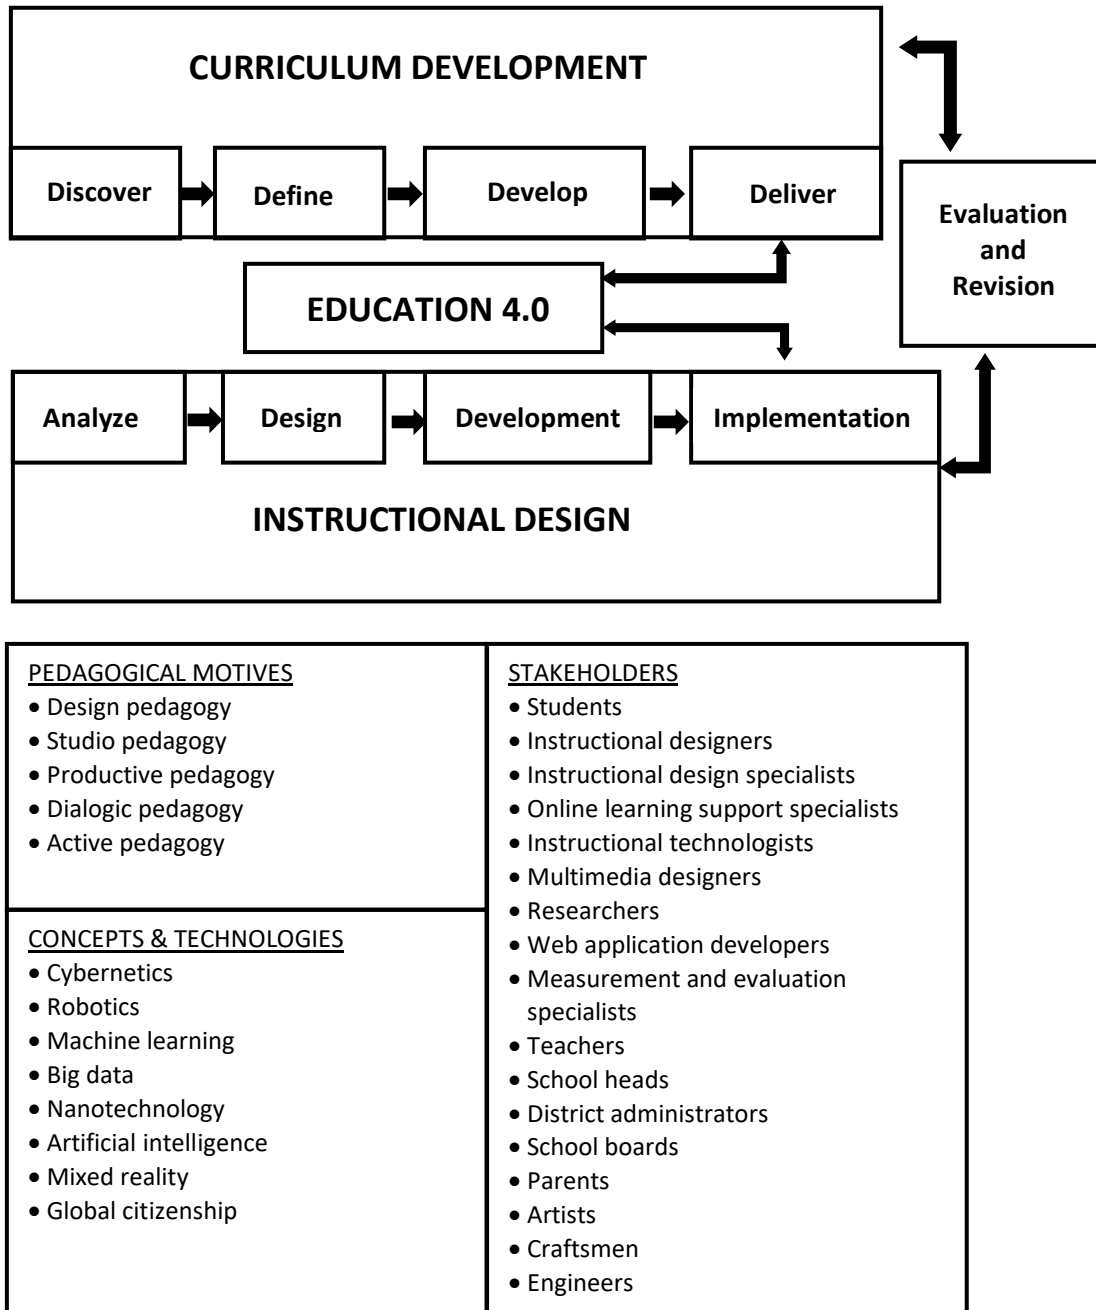 CURRICULUM DEVELOPMENT
Discover
Define
Develop
Deliver
Evaluation
and
Revision
EDUCATION 4.0
Analyze
Design
Development
Implementation
INSTRUCTIONAL DESIGN
PEDAGOGICAL MOTIVES
• Design pedagogy
• Studio pedagogy
• Productive pedagogy
• Dialogic pedagogy
• Active pedagogy
CONCEPTS & TECHNOLOGIES
• Cybernetics
• Robotics
• Machine learning
• Big data
• Nanotechnology
• Artificial intelligence
• Mixed reality
• Global citizenship
STAKEHOLDERS
• Students
• Instructional designers
• Instructional design specialists
• Online learning support specialists
• Instructional technologists
• Multimedia designers
• Researchers
• Web application developers
• Measurement and evaluation
specialists
• Teachers
• School heads
• District administrators
• School boards
• Parents
• Artists
• Craftsmen
• Engineers